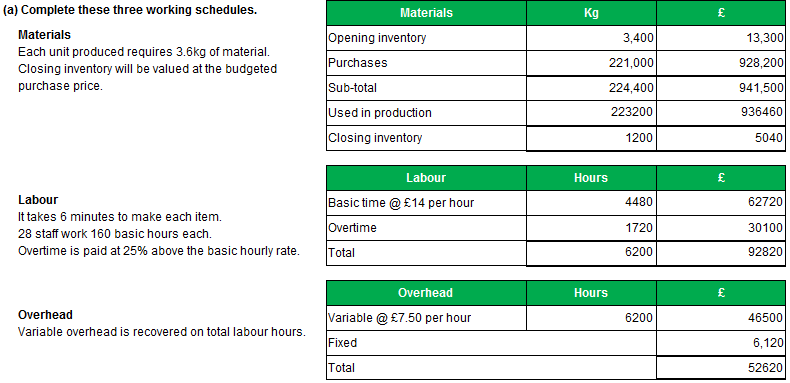 (a) Complete these three working schedules.
Materials
Each unit produced requires 3.6kg of material.
Closing inventory will be valued at the budgeted
purchase price.
Materials Kg £
Opening inventory 3,400 13,300
Purchases 221,000 928,200
Sub-total 224,400 941,500
Used in production 223200 936460
Closing inventory 1200 5040
Labour
It takes 6 minutes to make each item.
28 staff work 160 basic hours each.
Overtime is paid at 25% above the basic hourly rate.
Labour Hours £
Basic time @ £14 per hour 4480 62720
Overtime 1720 30100
Total 6200 92820
Overhead
Variable overhead is recovered on total labour hours.
Overhead Hours £
Variable @ £7.50 per hour 6200 46500
Fixed 6,120
Total 52620